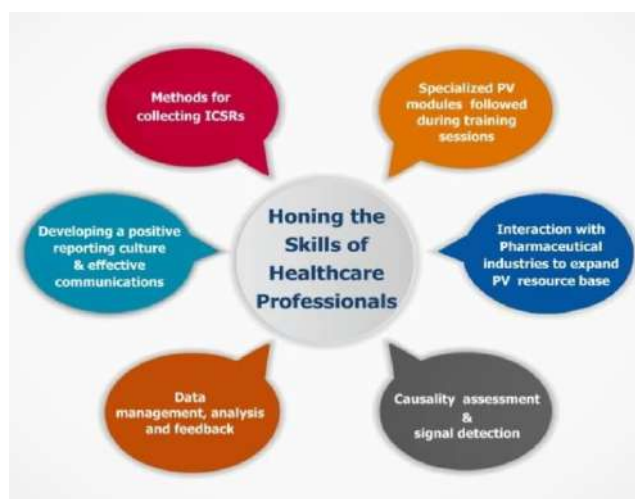 Methods for
collecting ICSRs
Specialized PV
modules followed
during training
sessions
Honing the
Skills of
Healthcare
Professionals
Developing a positive
reporting culture
& effective
communications
Interaction with
Pharmaceutical
industries to expand
PV resource base
Data
management, analysis
and feedback
Causality assessment
&
signal detection